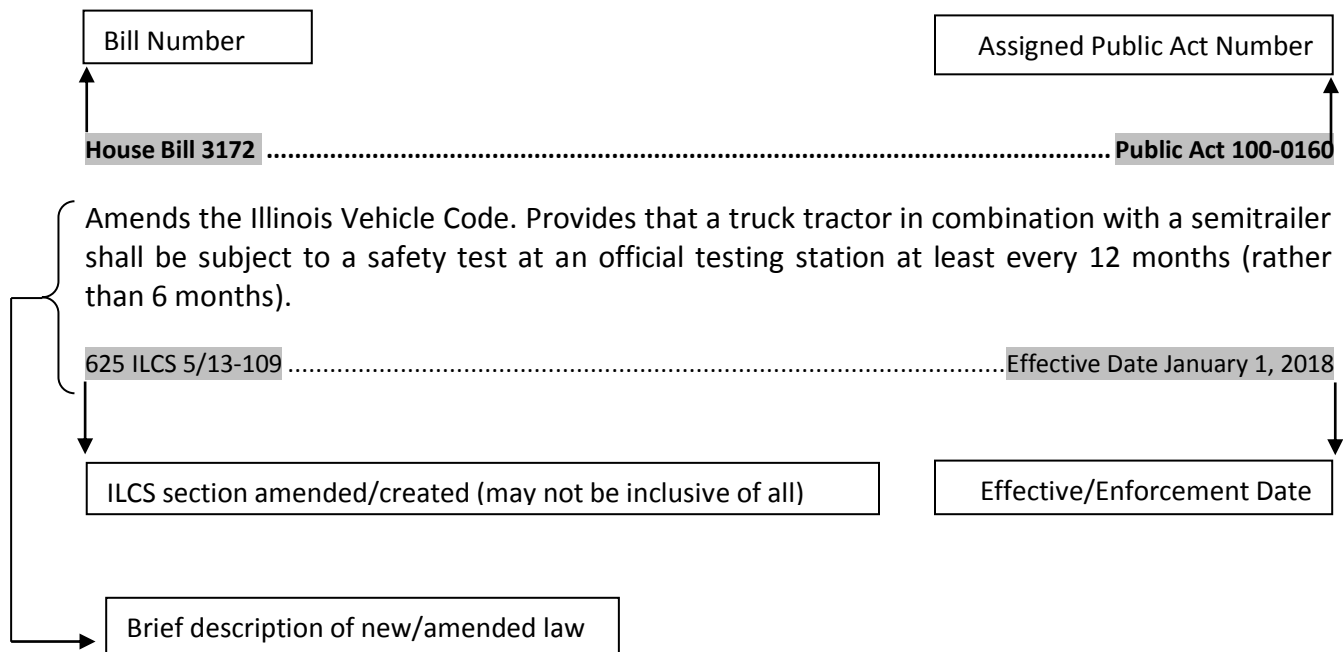 Bill Number
Assigned Public Act Number
House Bill 3172 ........................................................................................................................ Public Act 100-0160
Amends the Illinois Vehicle Code. Provides that a truck tractor in combination with a semitrailer
shall be subject to a safety test at an official testing station at least every 12 months (rather
than 6 months).
625 ILCS 5/13-109 ........................................................................................................................Effective Date January 1, 2018
ILCS section amended/created (may not be inclusive of all)
Effective/Enforcement Date
Brief description of new/amended law